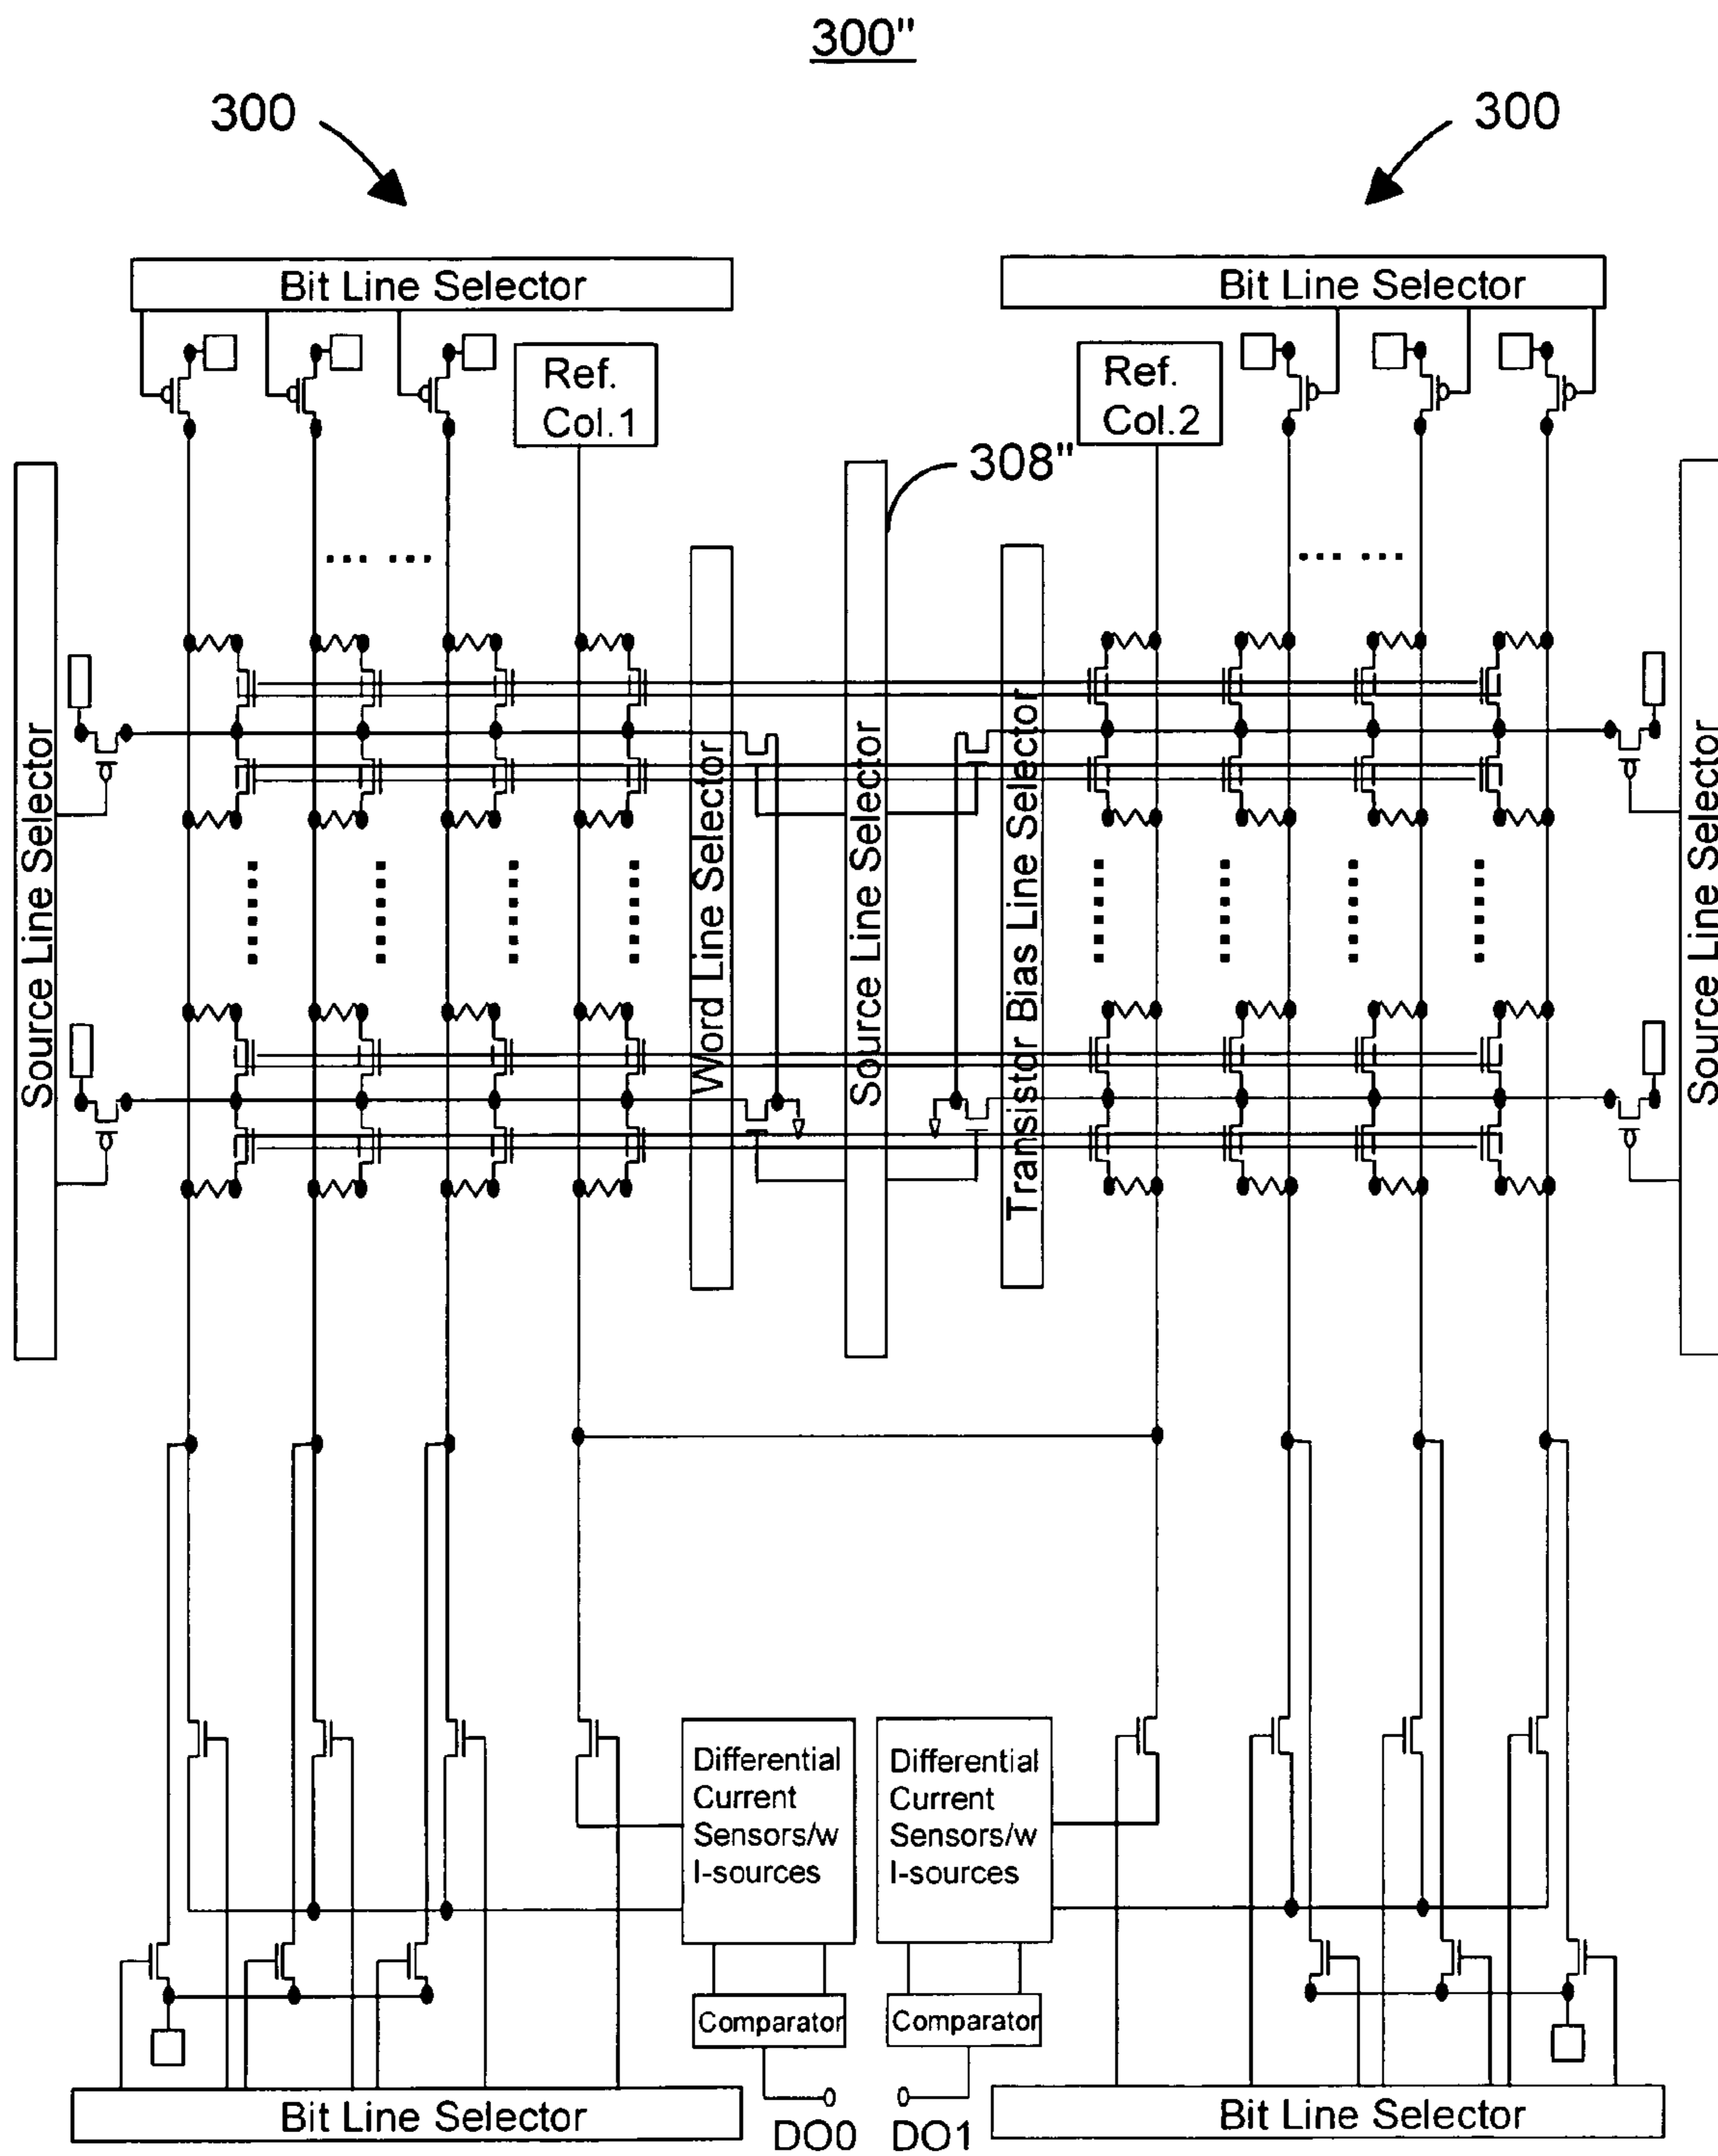 300"
300
300
Bit Line Selector
Bit Line Selector
Ref.
Col.1
Ref.
Col.2
308"
Source Line Selector
Word Line Selector
Source Line Selector
Transistor Bias Line Selector
Source Line Selector
Differential
Current
Sensors/w
I-sources
Differential
Current
Sensors/w
I-sources
Comparator
Comparator
Bit Line Selector
DO0
DO1
Bit Line Selector